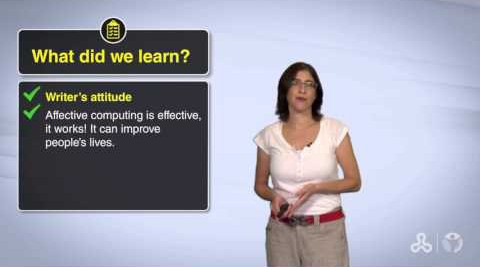 What did we learn?
Writer's attitude
Affective computing is effective,
it works! It can improve
people's lives.